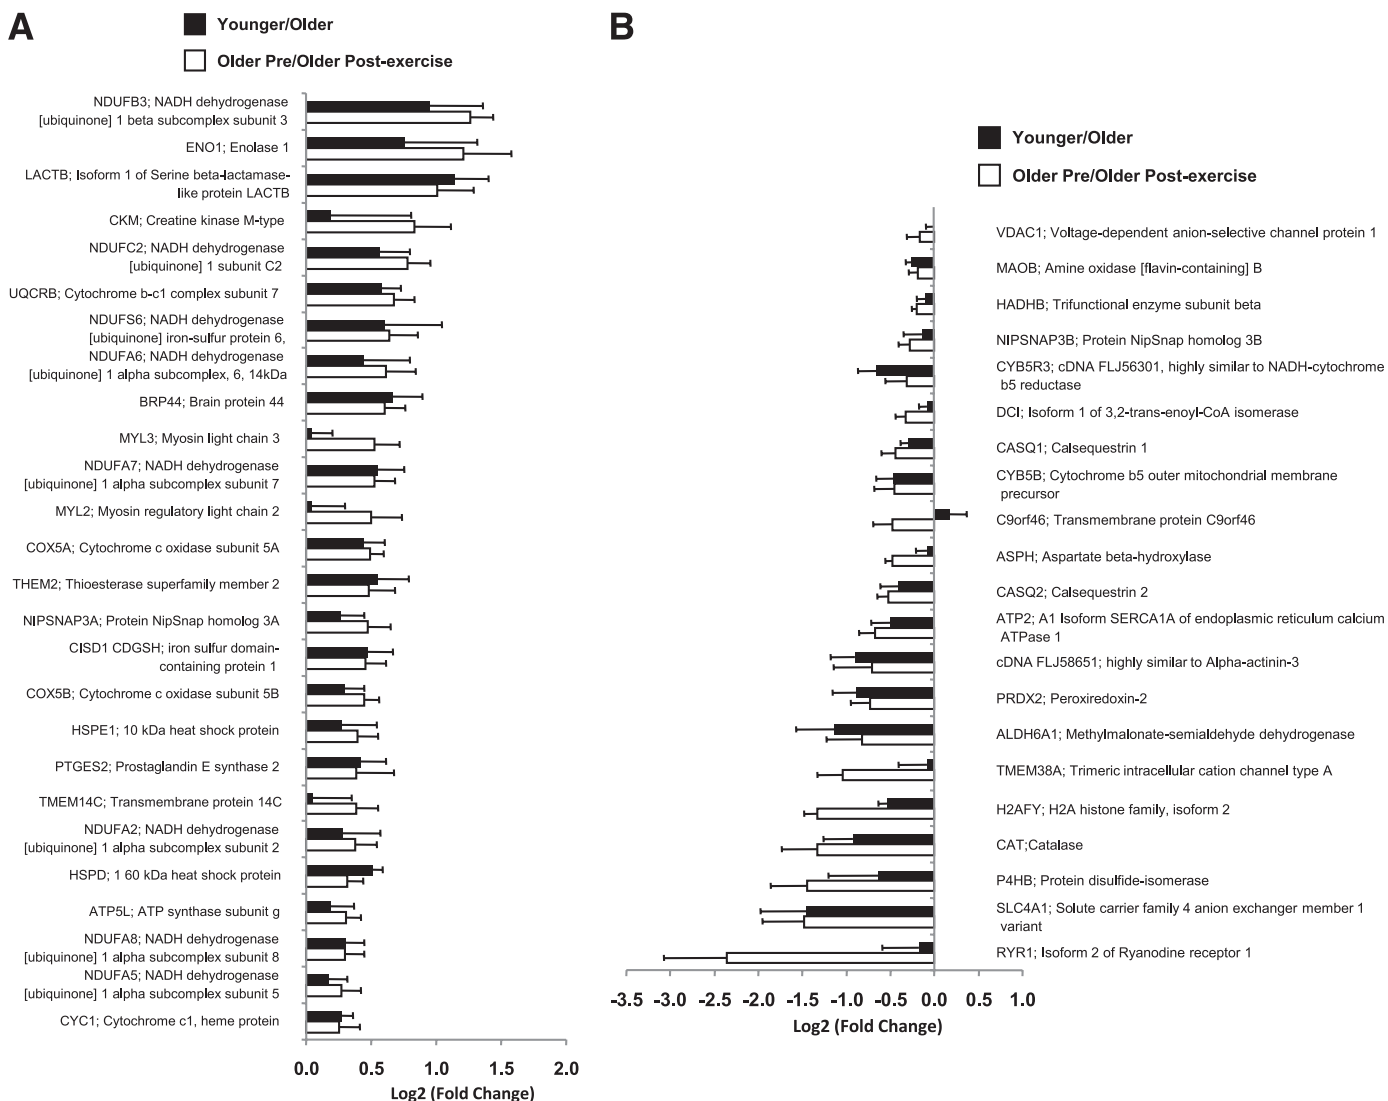 A
Younger/Older
Older Pre/Older Post-exercise
NDUFB3; NADH dehydrogenase
[ubiquinone] 1 beta subcomplex subunit 3
ENO1; Enolase 1
LACTB; Isoform 1 of Serine beta-lactamase-
like protein LACTB
CKM; Creatine kinase M-type
NDUFC2; NADH dehydrogenase
[ubiquinone] 1 subunit C2
UQCRB; Cytochrome b-c1 complex subunit 7
NDUFS6; NADH dehydrogenase
[ubiquinone] iron-sulfur protein 6,
NDUFA6; NADH dehydrogenase
[ubiquinone] 1 alpha subcomplex, 6, 14kDa
BRP44; Brain protein 44
MYL3; Myosin light chain 3
NDUFA7; NADH dehydrogenase
[ubiquinone] 1 alpha subcomplex subunit 7
MYL2; Myosin regulatory light chain 2
COX5A; Cytochrome c oxidase subunit 5A
THEM2; Thioesterase superfamily member 2
NIPSNAP3A; Protein NipSnap homolog 3A
CISD1 CDGSH; iron sulfur domain-
containing protein 1
COX5B; Cytochrome c oxidase subunit 5B
HSPE1; 10 kDa heat shock protein
PTGES2; Prostaglandin E synthase 2
TMEM14C; Transmembrane protein 14C
NDUFA2; NADH dehydrogenase
[ubiquinone] 1 alpha subcomplex subunit 2
HSPD; 1 60 kDa heat shock protein
ATP5L; ATP synthase subunit g
NDUFA8; NADH dehydrogenase
[ubiquinone] 1 alpha subcomplex subunit 8
NDUFA5; NADH dehydrogenase
[ubiquinone] 1 alpha subcomplex subunit 5
CYC1; Cytochrome c1, heme protein
0.0 0.5 1.0 1.5 2.0
Log2 (Fold Change)
B
Younger/Older
Older Pre/Older Post-exercise
VDAC1; Voltage-dependent anion-selective channel protein 1
MAOB; Amine oxidase [flavin-containing] B
HADHB; Trifunctional enzyme subunit beta
NIPSNAP3B; Protein NipSnap homolog 3B
CYB5R3; cDNA FLJ56301, highly similar to NADH-cytochrome
b5 reductase
DCI; Isoform 1 of 3,2-trans-enoyl-CoA isomerase
CASQ1; Calsequestrin 1
CYB5B; Cytochrome b5 outer mitochondrial membrane
precursor
C9orf46; Transmembrane protein C9orf46
ASPH; Aspartate beta-hydroxylase
CASQ2; Calsequestrin 2
ATP2; A1 Isoform SERCA1A of endoplasmic reticulum calcium
ATPase 1
cDNA FLJ58651; highly similar to Alpha-actinin-3
PRDX2; Peroxiredoxin-2
ALDH6A1; Methylmalonate-semialdehyde dehydrogenase
TMEM38A; Trimeric intracellular cation channel type A
H2AFY; H2A histone family, isoform 2
CAT;Catalase
P4HB; Protein disulfide-isomerase
SLC4A1; Solute carrier family 4 anion exchanger member 1
variant
RYR1; Isoform 2 of Ryanodine receptor 1
-3.5 -3.0 -2.5 -2.0 -1.5 -1.0 -0.5 0.0 0.5 1.0
Log2 (Fold Change)